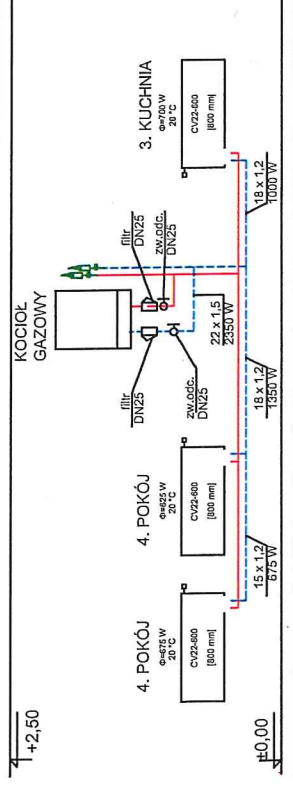 +2,50
±0,00
4. POKÓJ
Φ=675 W
20 °C
CV22-600
[800 mm]
15 x 1,2
675 W
4. POKÓJ
Φ=625 W
20 °C
CV22-600
[800 mm]
18 x 1,2
1350 W
KOCIOŁ
GAZOWY
filtr
DN25
zw.odc.
DN25
filtr
DN25
zw.odc.
DN25
22 x 1,5
2350 W
3. KUCHNIA
Φ=700 W
20 °C
CV22-600
[800 mm]
18 x 1,2
1000 W